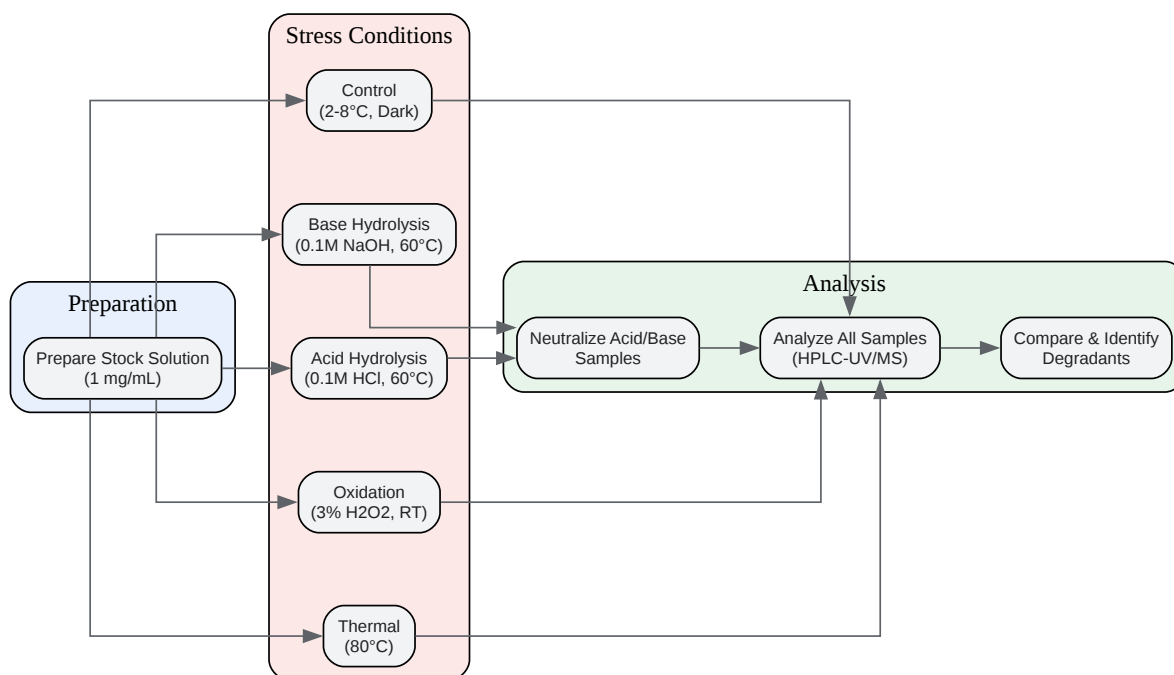 Stress Conditions
Control
(2-8°C, Dark)
Base Hydrolysis
(0.1M NaOH, 60°C)
Preparation
Prepare Stock Solution
(1 mg/mL)
Acid Hydrolysis
(0.1M HCl, 60°C)
Oxidation
(3% H2O2, RT)
Thermal
(80°C)
Analysis
Neutralize Acid/Base
Samples
Analyze All Samples
(HPLC-UV/MS)
Compare & Identify
Degradants